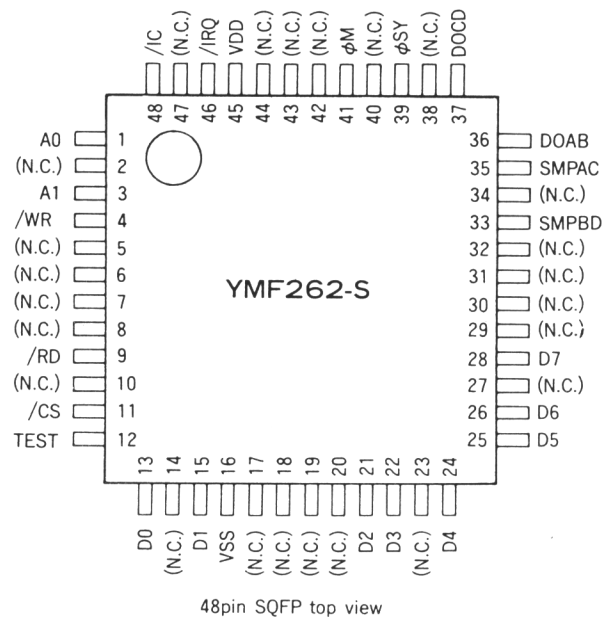 /IC (N.C.) /IRQ VDD (N.C.) (N.C.) (N.C.) φM (N.C.) φSY (N.C.) DOCD
48 47 46 45 44 43 42 41 40 39 38 37
A0 1
(N.C.) 2
A1 3
/WR 4
(N.C.) 5
(N.C.) 6
(N.C.) 7
(N.C.) 8
/RD 9
(N.C.) 10
/CS 11
TEST 12
YMF262-S
36 DOAB
35 SMPAC
34 (N.C.)
33 SMPBD
32 (N.C.)
31 (N.C.)
30 (N.C.)
29 (N.C.)
28 D7
27 (N.C.)
26 D6
25 D5
13 14 15 16 17 18 19 20 21 22 23 24
D0 (N.C.) D1 VSS (N.C.) (N.C.) (N.C.) (N.C.) D2 D3 (N.C.) D4
48pin SQFP top view